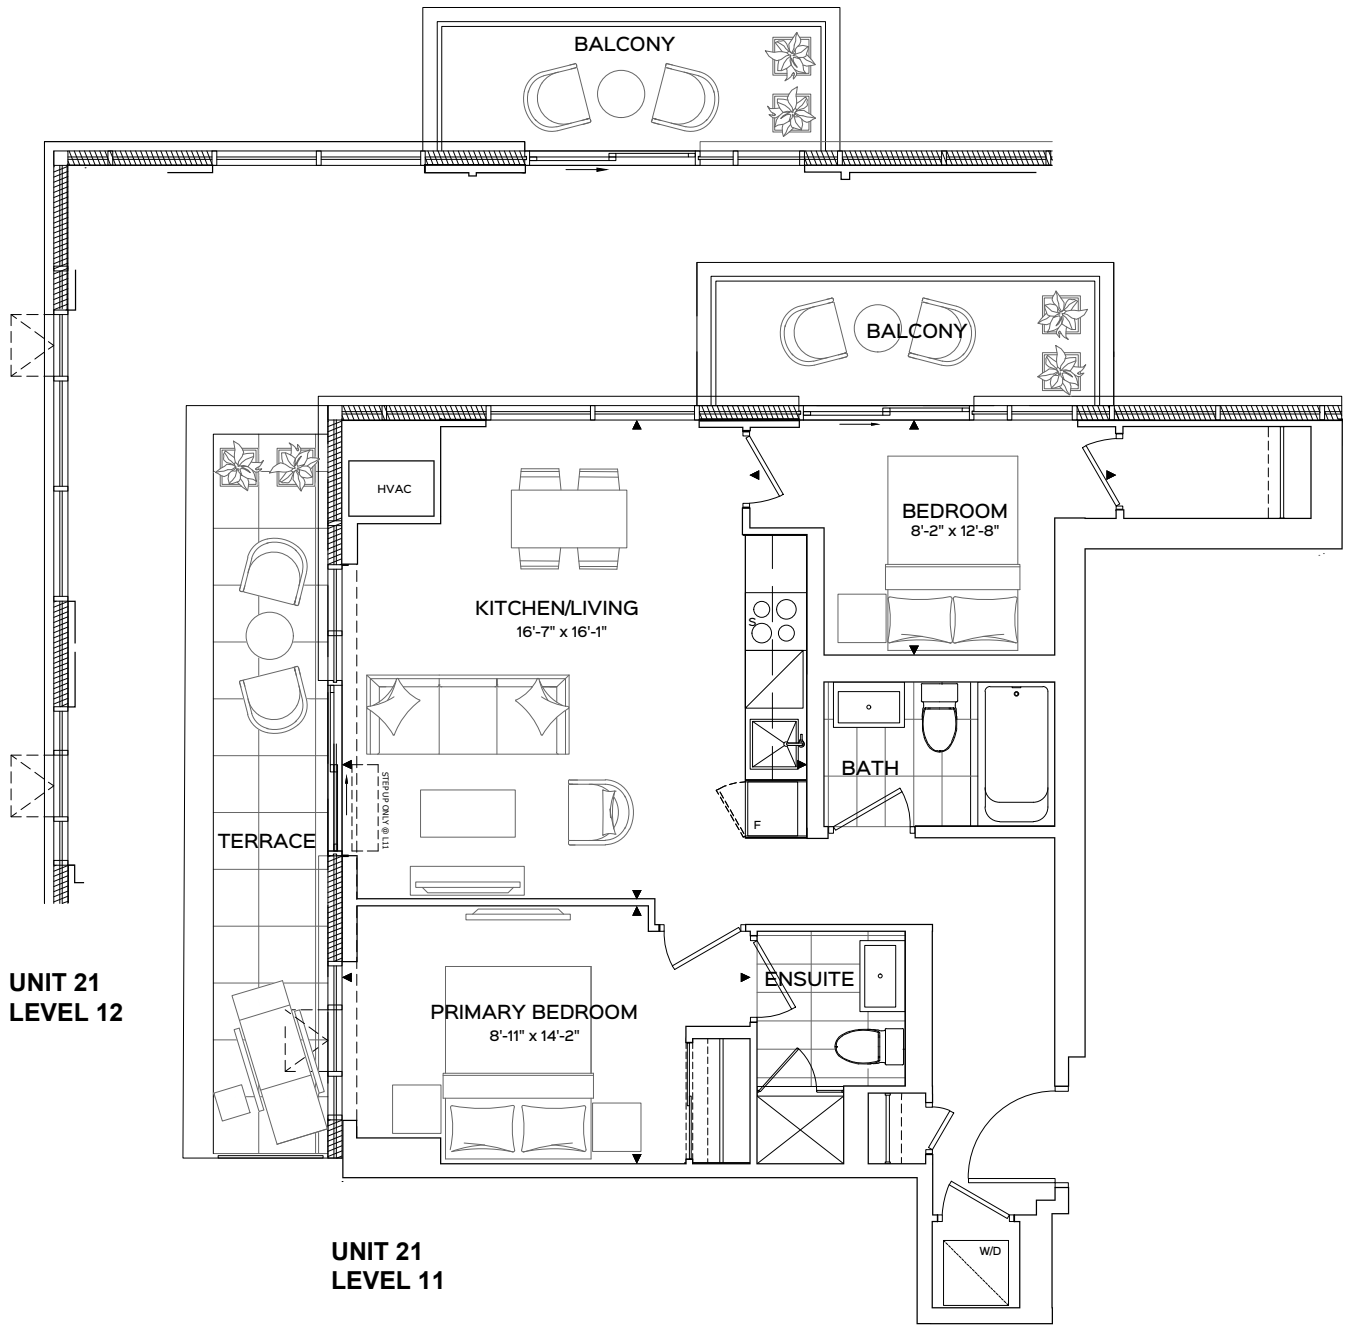 BALCONY
BALCONY
HVAC
BEDROOM
8'-2" x 12'-8"
KITCHEN/LIVING
16'-7" x 16'-1"
S
BATH
STEP UP ONLY @ L11
F
TERRACE
ENSUITE
PRIMARY BEDROOM
8'-11" x 14'-2"
UNIT 21
LEVEL 12
W/D
UNIT 21
LEVEL 11